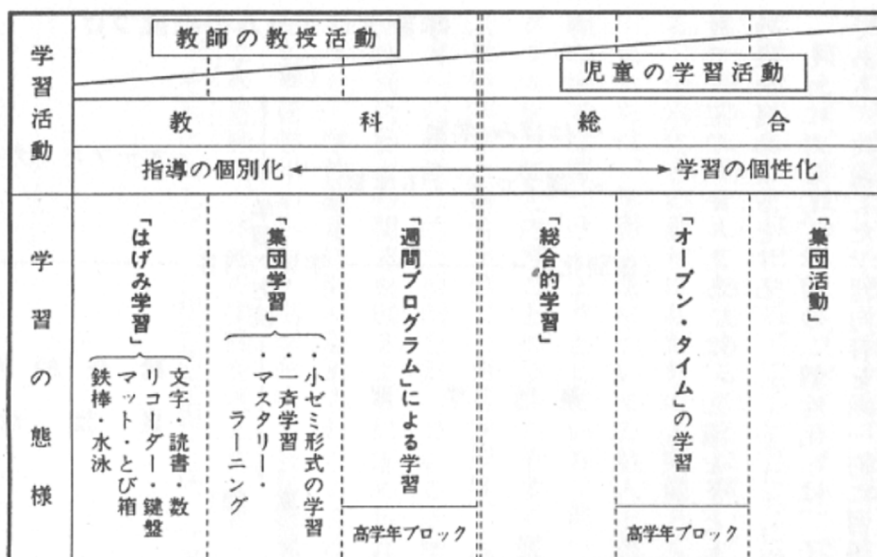 学習活動
教師の教授活動
児童の学習活動
教科
総合
指導の個別化
学習の個性化
学習の態様
「はげみ学習」
文字・読書・数
リコーダー・鍵盤
マット・とび箱
鉄棒・水泳
「集団学習」
・小ゼミ形式の学習
・一斉学習
・マスタリー・
ラーニング
「週間プログラム」による学習
高学年ブロック
「総合的学習」
「オープン・タイム」の学習
高学年ブロック
「集団活動」